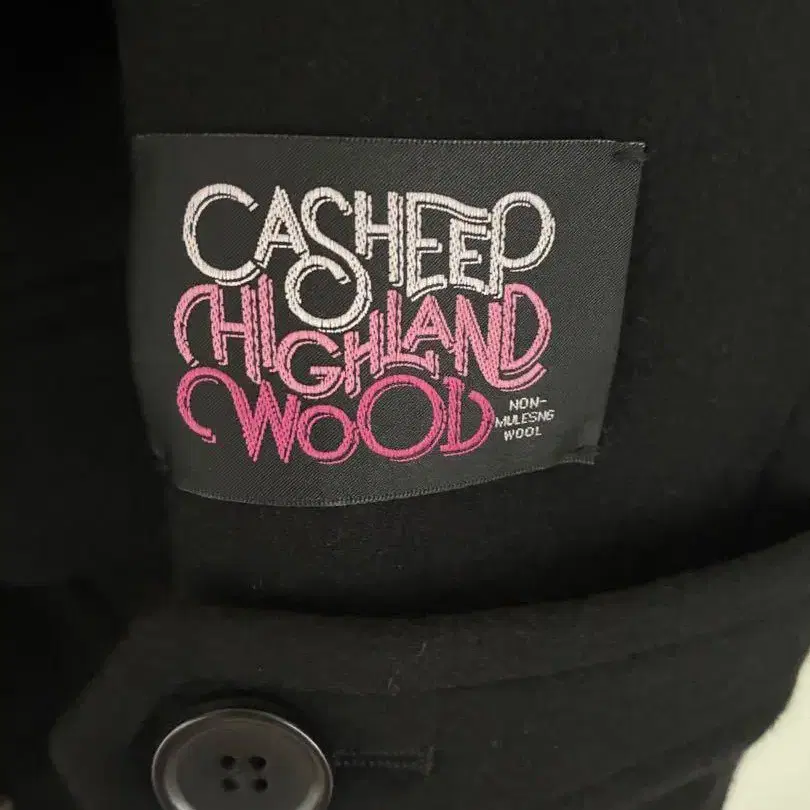 CASHEEP
HIGHLAND
WOOD
NON-
MULESNG
WOOL